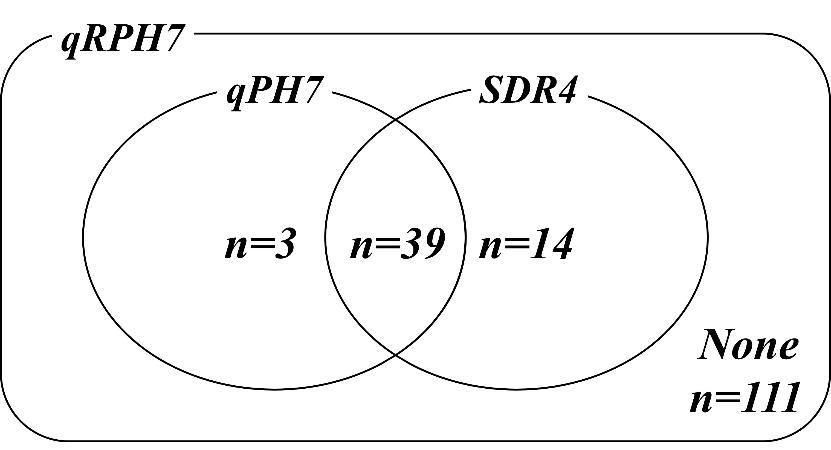 qRPH7
qPH7
SDR4
n=3
n=39
n=14
None
n=111